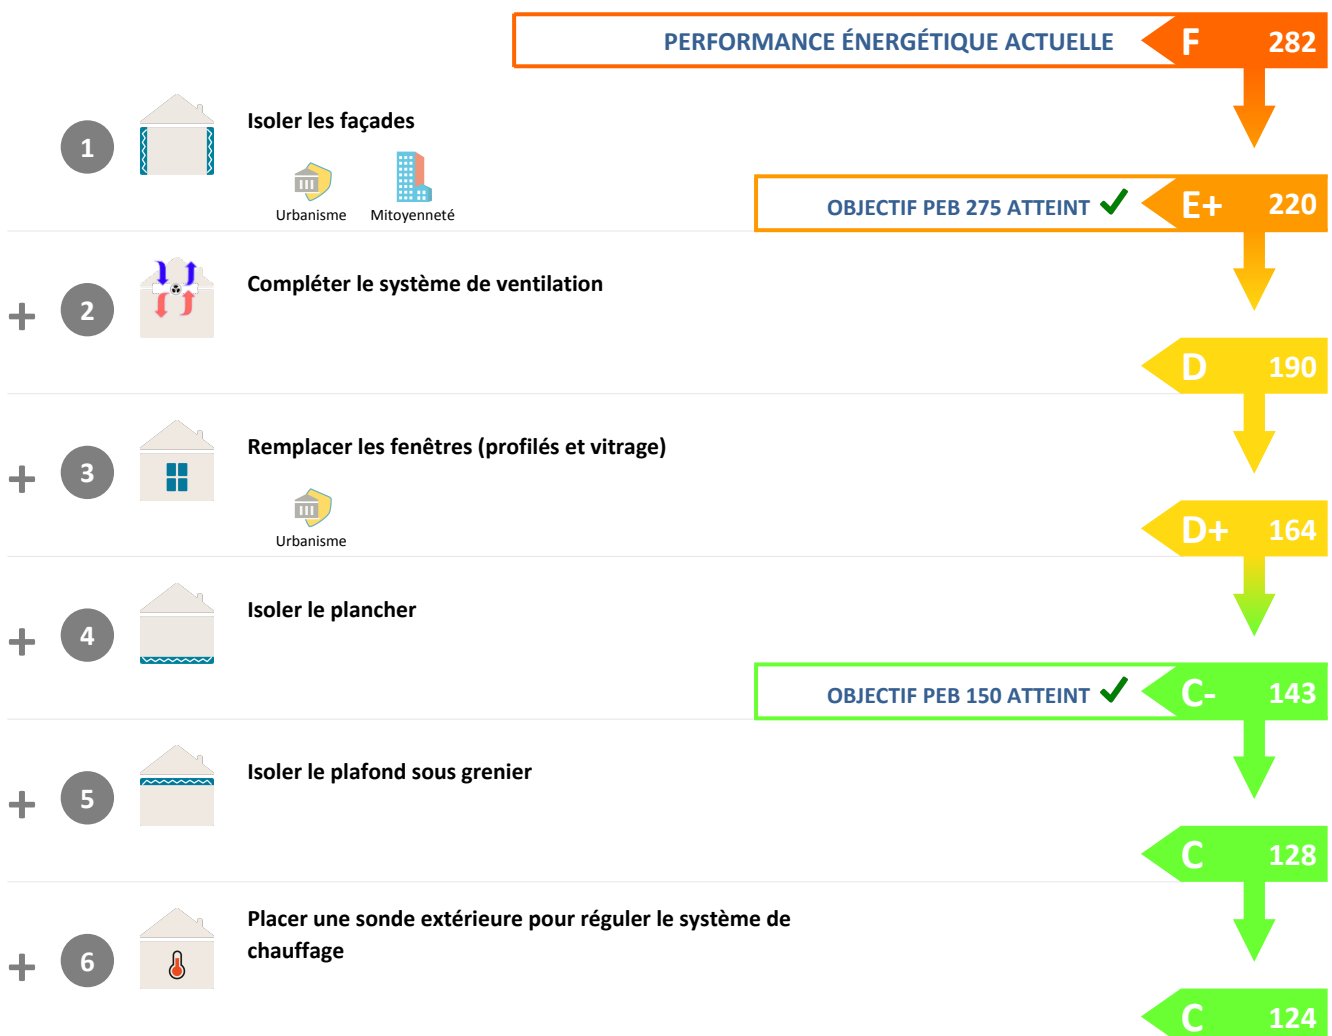 PERFORMANCE ÉNERGÉTIQUE ACTUELLE F 282
1 Isoler les façades
Urbanisme Mitoyenneté
OBJECTIF PEB 275 ATTEINT E+ 220
+ 2 Compléter le système de ventilation
D 190
+ 3 Remplacer les fenêtres (profilés et vitrage)
Urbanisme
D+ 164
+ 4 Isoler le plancher
OBJECTIF PEB 150 ATTEINT C- 143
+ 5 Isoler le plafond sous grenier
C 128
+ 6 Placer une sonde extérieure pour réguler le système de
chauffage
C 124